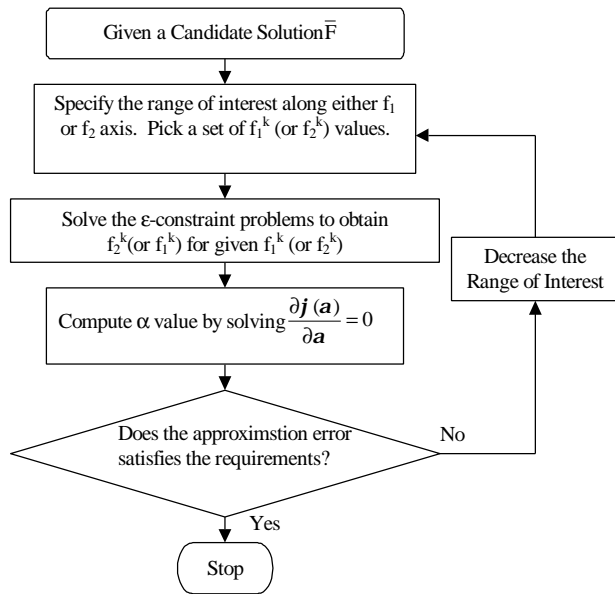 Given a Candidate Solution F̅
Specify the range of interest along either f₁
or f₂ axis. Pick a set of f₁ᵏ (or f₂ᵏ) values.
Solve the ε-constraint problems to obtain
f₂ᵏ(or f₁ᵏ) for given f₁ᵏ (or f₂ᵏ)
Decrease the
Range of Interest
Compute α value by solving ∂j (a)/∂a = 0
Does the approximstion error
satisfies the requirements?
No
Yes
Stop